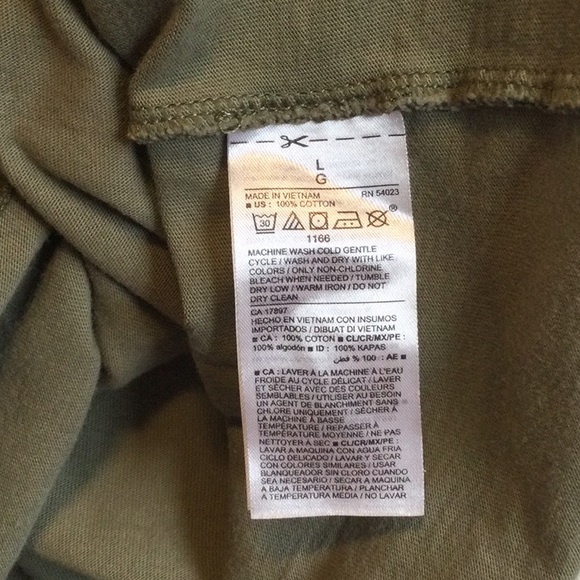 L
G
MADE IN VIETNAM RN 54023
■ US : 100% COTTON
30 ®
1166
MACHINE WASH COLD GENTLE
CYCLE / WASH AND DRY WITH LIKE
COLORS / ONLY NON-CHLORINE
BLEACH WHEN NEEDED / TUMBLE
DRY LOW / WARM IRON / DO NOT
DRY CLEAN
CA 17897
HECHO EN VIETNAM CON INSUMOS
IMPORTADOS / DIBUAT DI VIETNAM
■ CA : 100% COTON ■ CL/CR/MX/PE :
100% algodón ■ ID : 100% KAPAS
■ AE : 100 % قطن
■ CA : LAVER À LA MACHINE À L'EAU
FROIDE AU CYCLE DÉLICAT / LAVER
ET SÉCHER AVEC DES COULEURS
SEMBLABLES / UTILISER AU BESOIN
UN AGENT DE BLANCHIMENT SANS
CHLORE UNIQUEMENT / SÉCHER À
LA MACHINE À BASSE
TEMPÉRATURE / REPASSER À
TEMPÉRATURE MOYENNE / NE PAS
NETTOYER À SEC ■ CL/CR/MX/PE :
LAVAR A MAQUINA CON AGUA FRIA
CICLO DELICADO / LAVAR Y SECAR
CON COLORES SIMILARES / USAR
BLANQUEADOR SIN CLORO CUANDO
SEA NECESARIO / SECAR A MAQUINA
A BAJA TEMPERATURA / PLANCHAR
A TEMPERATURA MEDIA / NO LAVAR